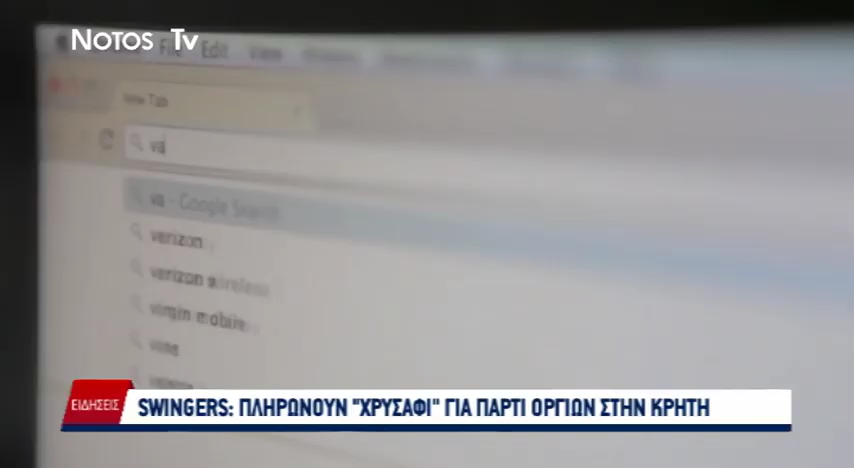 NOTOS TV
File Edit View
New Tab
va
va - Google Search
verizon
verizon wireless
virgin mobile
ΕΙΔΗΣΕΙΣ
SWINGERS: ΠΛΗΡΩΝΟΥΝ "ΧΡΥΣΑΦΙ" ΓΙΑ ΠΑΡΤΙ ΟΡΓΙΩΝ ΣΤΗΝ ΚΡΗΤΗ